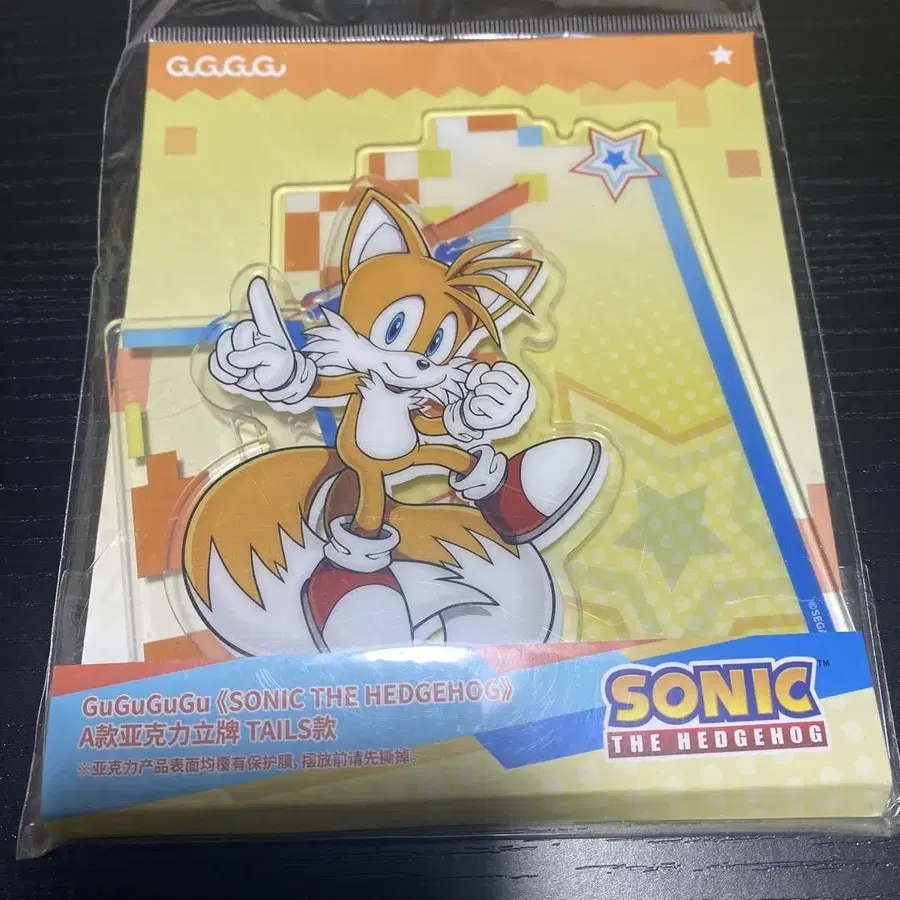 G.G.G.G
©SEGA
GuGuGuGu《SONIC THE HEDGEHOG》
A款亚克力立牌 TAILS款
※亚克力产品表面均覆有保护膜, 摆放前请先撕掉。
SONIC™
THE HEDGEHOG